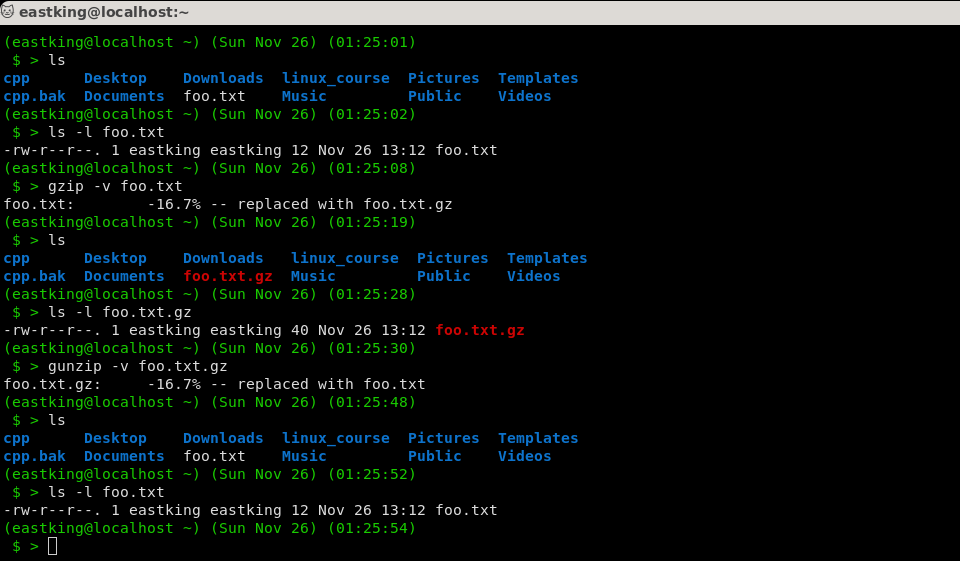 eastking@localhost:~
(eastking@localhost ~) (Sun Nov 26) (01:25:01)
$ > ls
cpp Desktop Downloads linux_course Pictures Templates
cpp.bak Documents foo.txt Music Public Videos
(eastking@localhost ~) (Sun Nov 26) (01:25:02)
$ > ls -l foo.txt
-rw-r--r--. 1 eastking eastking 12 Nov 26 13:12 foo.txt
(eastking@localhost ~) (Sun Nov 26) (01:25:08)
$ > gzip -v foo.txt
foo.txt: -16.7% -- replaced with foo.txt.gz
(eastking@localhost ~) (Sun Nov 26) (01:25:19)
$ > ls
cpp Desktop Downloads linux_course Pictures Templates
cpp.bak Documents foo.txt.gz Music Public Videos
(eastking@localhost ~) (Sun Nov 26) (01:25:28)
$ > ls -l foo.txt.gz
-rw-r--r--. 1 eastking eastking 40 Nov 26 13:12 foo.txt.gz
(eastking@localhost ~) (Sun Nov 26) (01:25:30)
$ > gunzip -v foo.txt.gz
foo.txt.gz: -16.7% -- replaced with foo.txt
(eastking@localhost ~) (Sun Nov 26) (01:25:48)
$ > ls
cpp Desktop Downloads linux_course Pictures Templates
cpp.bak Documents foo.txt Music Public Videos
(eastking@localhost ~) (Sun Nov 26) (01:25:52)
$ > ls -l foo.txt
-rw-r--r--. 1 eastking eastking 12 Nov 26 13:12 foo.txt
(eastking@localhost ~) (Sun Nov 26) (01:25:54)
$ >